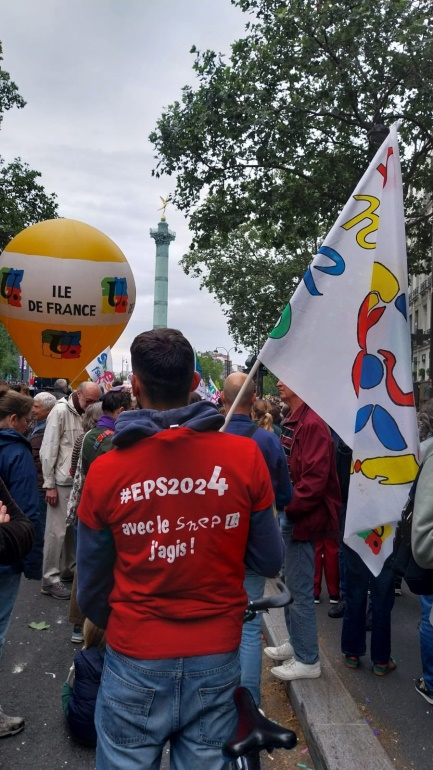 ILE
DE FRANCE
#EPS2024
avec le snep
j'agis !